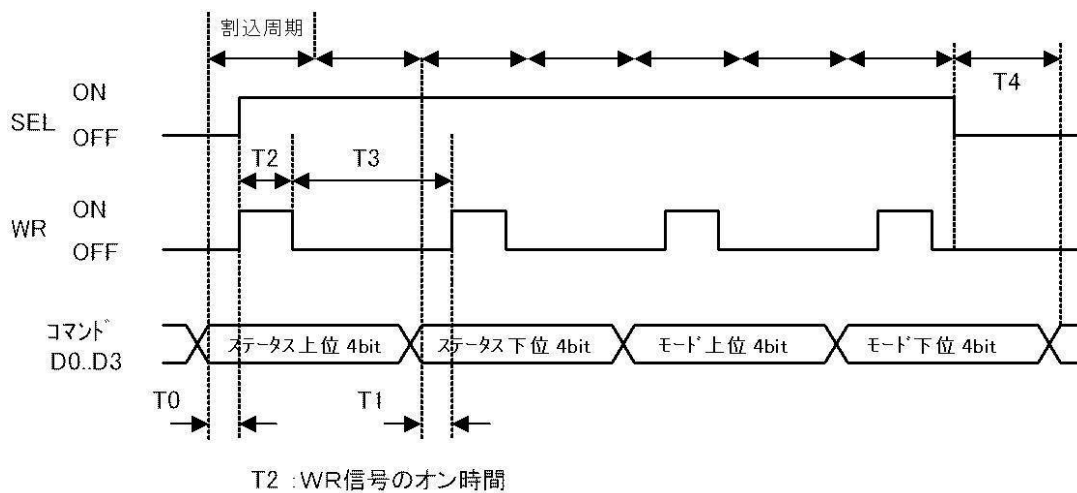 割込周期
T4
ON
SEL
OFF
T2
T3
ON
WR
OFF
コマンド
D0..D3
ステータス上位 4bit
ステータス下位 4bit
モード上位 4bit
モード下位 4bit
T0
T1
T2 :WR信号のオン時間